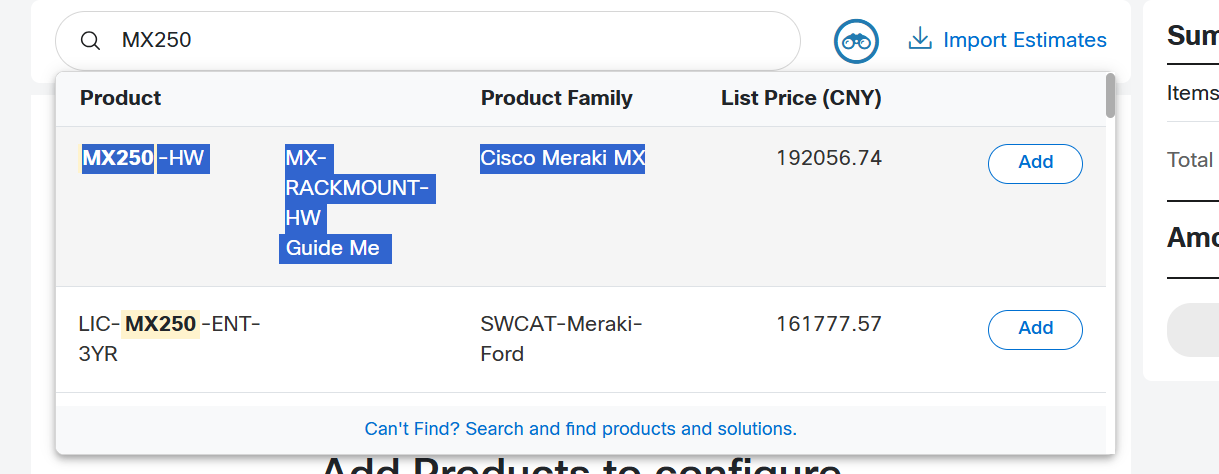 MX250
Import Estimates
Product Product Family List Price (CNY)
MX250-HW MX- Cisco Meraki MX 192056.74 Add
RACKMOUNT-
HW
Guide Me
LIC-MX250-ENT- SWCAT-Meraki- 161777.57 Add
3YR Ford
Can't Find? Search and find products and solutions.
Add Products to configure
Sum
Items
Total
Amo